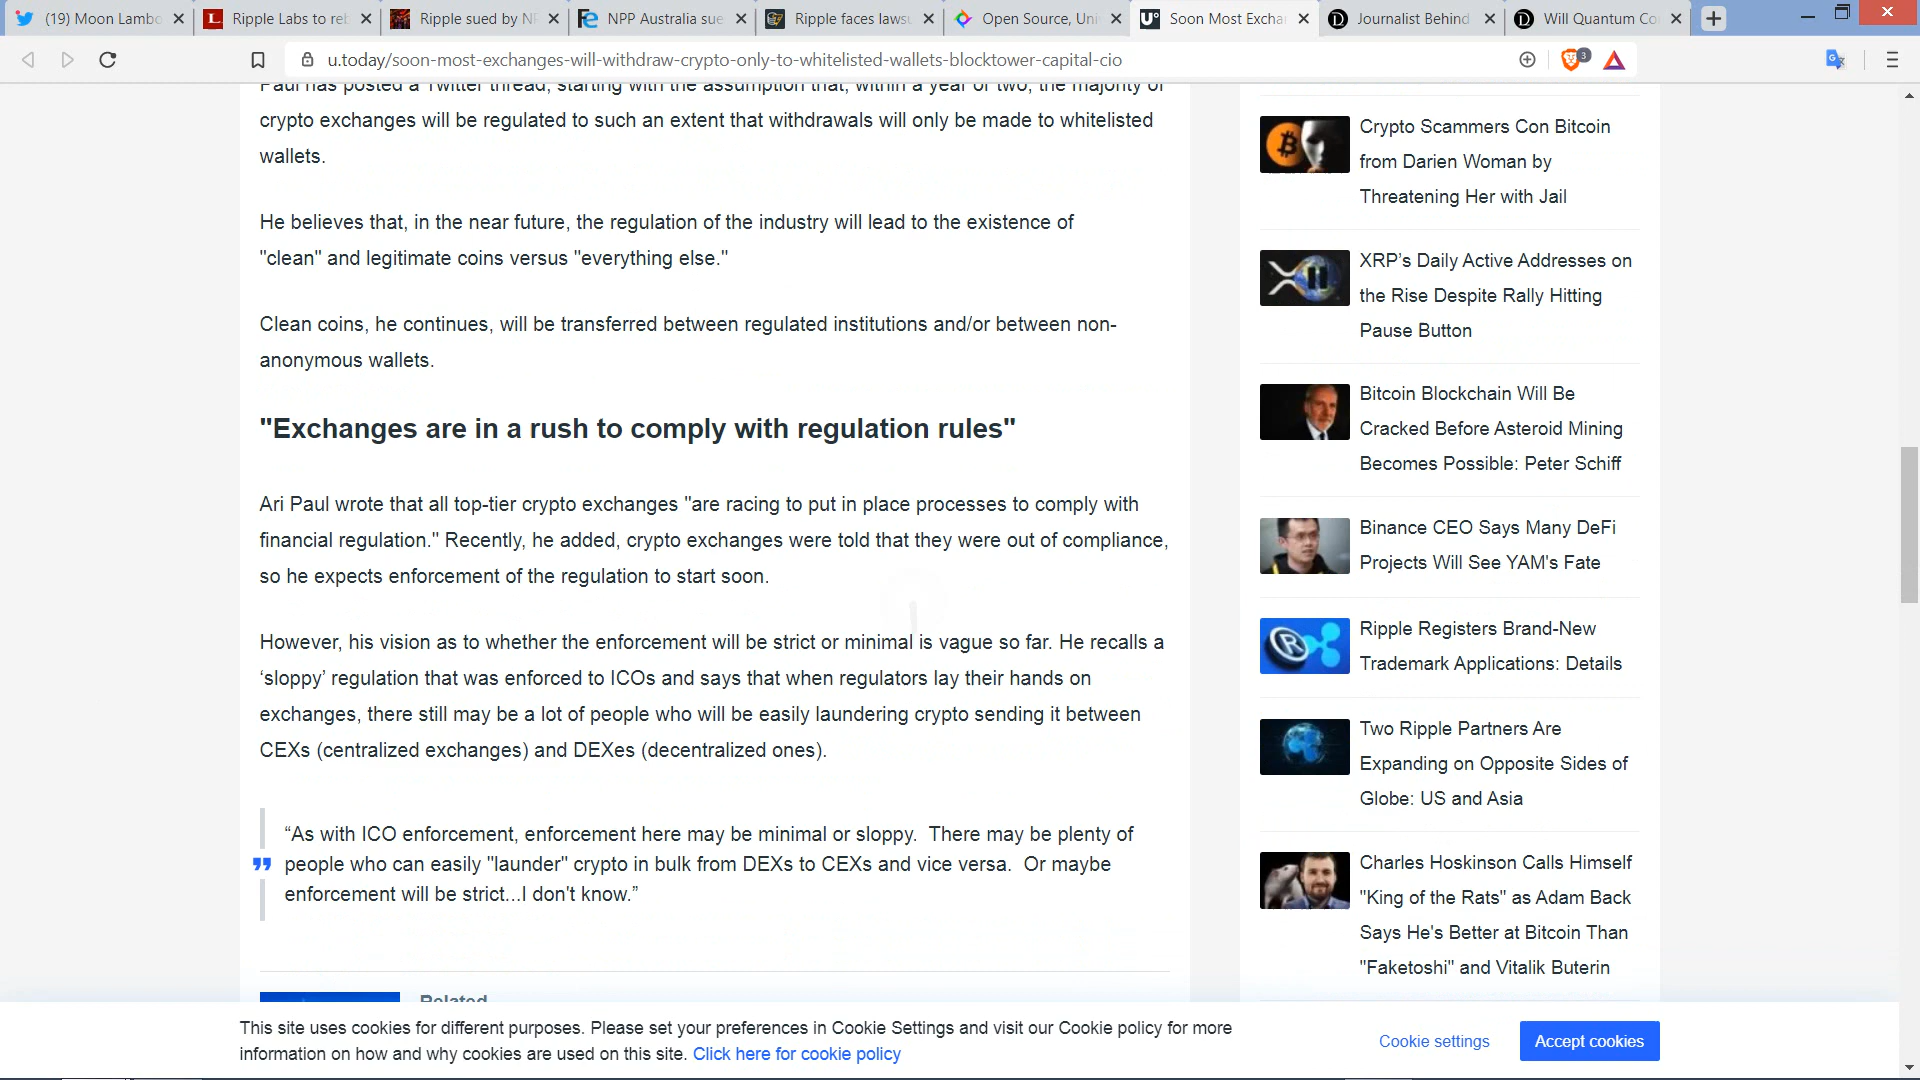 (19) Moon Lambo
Ripple Labs to reb
Ripple sued by NP
NPP Australia sue
Ripple faces lawsu
Open Source, Uni
Soon Most Exchan
Journalist Behind
Will Quantum Co
u.today/soon-most-exchanges-will-withdraw-crypto-only-to-whitelisted-wallets-blocktower-capital-cio
3
Paul has posted a Twitter thread, starting with the assumption that, within a year or two, the majority of
crypto exchanges will be regulated to such an extent that withdrawals will only be made to whitelisted
wallets.
He believes that, in the near future, the regulation of the industry will lead to the existence of
"clean" and legitimate coins versus "everything else."
Clean coins, he continues, will be transferred between regulated institutions and/or between non-
anonymous wallets.
"Exchanges are in a rush to comply with regulation rules"
Ari Paul wrote that all top-tier crypto exchanges "are racing to put in place processes to comply with
financial regulation." Recently, he added, crypto exchanges were told that they were out of compliance,
so he expects enforcement of the regulation to start soon.
However, his vision as to whether the enforcement will be strict or minimal is vague so far. He recalls a
‘sloppy’ regulation that was enforced to ICOs and says that when regulators lay their hands on
exchanges, there still may be a lot of people who will be easily laundering crypto sending it between
CEXs (centralized exchanges) and DEXes (decentralized ones).
“As with ICO enforcement, enforcement here may be minimal or sloppy.  There may be plenty of
people who can easily "launder" crypto in bulk from DEXs to CEXs and vice versa.  Or maybe
enforcement will be strict...I don't know.”
Related
Crypto Scammers Con Bitcoin
from Darien Woman by
Threatening Her with Jail
XRP’s Daily Active Addresses on
the Rise Despite Rally Hitting
Pause Button
Bitcoin Blockchain Will Be
Cracked Before Asteroid Mining
Becomes Possible: Peter Schiff
Binance CEO Says Many DeFi
Projects Will See YAM's Fate
Ripple Registers Brand-New
Trademark Applications: Details
Two Ripple Partners Are
Expanding on Opposite Sides of
Globe: US and Asia
Charles Hoskinson Calls Himself
"King of the Rats" as Adam Back
Says He's Better at Bitcoin Than
"Faketoshi" and Vitalik Buterin
This site uses cookies for different purposes. Please set your preferences in Cookie Settings and visit our Cookie policy for more
information on how and why cookies are used on this site. Click here for cookie policy
Cookie settings
Accept cookies